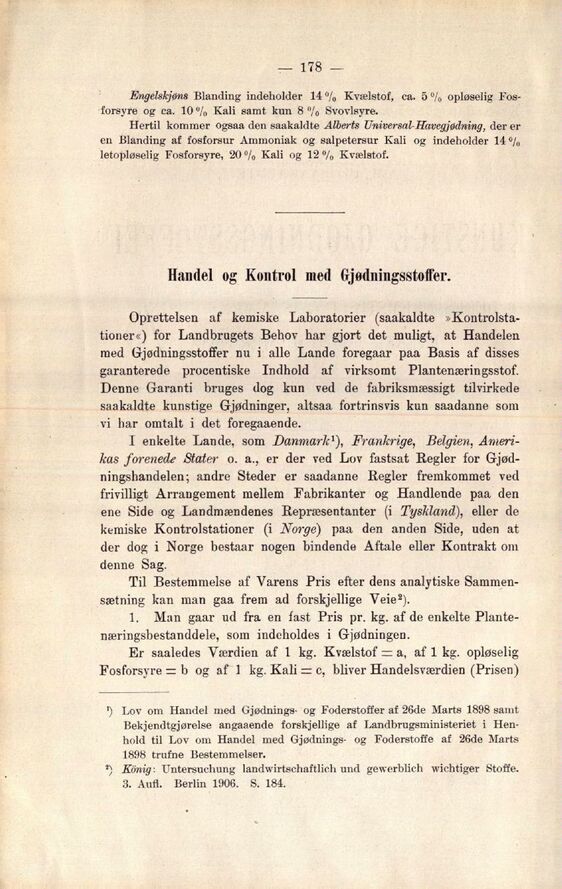 — 178 —
Engelskjøns Blanding indeholder 14 % Kvælstof, ca. 5 % opløselig Fos-
forsyre og ca. 10 % Kali samt kun 8 % Svovlsyre.
Hertil kommer ogsaa den saakaldte Alberts Universal-Havegjødning, der er
en Blanding af fosforsur Ammoniak og salpetersur Kali og indeholder 14 %
letopløselig Fosforsyre, 20 % Kali og 12 % Kvælstof.
Handel og Kontrol med Gjødningsstoffer.
Oprettelsen af kemiske Laboratorier (saakaldte »Kontrolsta-
tioner«) for Landbrugets Behov har gjort det muligt, at Handelen
med Gjødningsstoffer nu i alle Lande foregaar paa Basis af disses
garanterede procentiske Indhold af virksomt Plantenæringsstof.
Denne Garanti bruges dog kun ved de fabriksmæssigt tilvirkede
saakaldte kunstige Gjødninger, altsaa fortrinsvis kun saadanne som
vi har omtalt i det foregaaende.
I enkelte Lande, som Danmark¹), Frankrige, Belgien, Ameri-
kas forenede Stater o. a., er der ved Lov fastsat Regler for Gjød-
ningshandelen; andre Steder er saadanne Regler fremkommet ved
frivilligt Arrangement mellem Fabrikanter og Handlende paa den
ene Side og Landmændenes Repræsentanter (i Tyskland), eller de
kemiske Kontrolstationer (i Norge) paa den anden Side, uden at
der dog i Norge bestaar nogen bindende Aftale eller Kontrakt om
denne Sag.
Til Bestemmelse af Varens Pris efter dens analytiske Sammen-
sætning kan man gaa frem ad forskjellige Veie²).
1. Man gaar ud fra en fast Pris pr. kg. af de enkelte Plante-
næringsbestanddele, som indeholdes i Gjødningen.
Er saaledes Værdien af 1 kg. Kvælstof = a, af 1 kg. opløselig
Fosforsyre = b og af 1 kg. Kali = c, bliver Handelsværdien (Prisen)
¹) Lov om Handel med Gjødnings- og Foderstoffer af 26de Marts 1898 samt
Bekjendtgjørelse angaaende forskjellige af Landbrugsministeriet i Hen-
hold til Lov om Handel med Gjødnings- og Foderstoffe af 26de Marts
1898 trufne Bestemmelser.
²) König: Untersuchung landwirtschaftlich und gewerblich wichtiger Stoffe.
3. Aufl. Berlin 1906. S. 184.